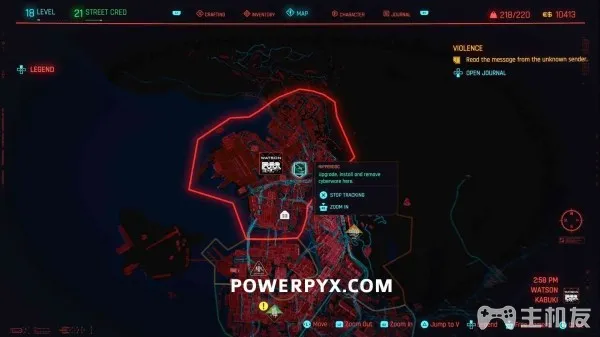 18 LEVEL
21 STREET CRED
CRAFTING
INVENTORY
MAP
CHARACTER
JOURNAL
218/220
10413
LEGEND
VIOLENCE
Read the message from the unknown sender.
OPEN JOURNAL
WATSON
RIPPERDOC
Upgrade, install and remove
cyberware here.
STOP TRACKING
ZOOM IN
POWERPYX.COM
2:58 PM
WATSON
KABUKI
Move
Zoom Out
Zoom In
Jump to V
主机友